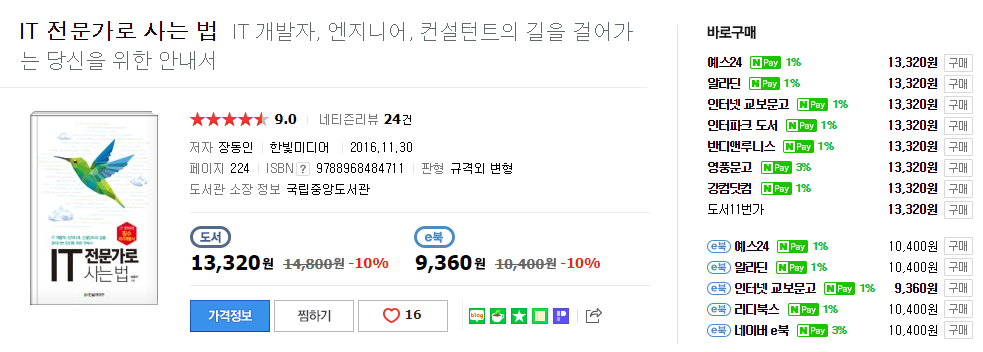 IT 전문가로 사는 법 IT 개발자, 엔지니어, 컨설턴트의 길을 걸어가
는 당신을 위한 안내서
9.0 네티즌리뷰 24건
저자 장동인 한빛미디어 2016.11.30
페이지 224 ISBN ? 9788968484711 판형 규격외 변형
도서관 소장 정보 국립중앙도서관
IT 전문가로
사는 법
도서 e북
13,320원 14,800원 -10% 9,360원 10,400원 -10%
가격정보 찜하기 16 blog
바로구매
예스24 N Pay 1% 13,320원 구매
알라딘 N Pay 1% 13,320원 구매
인터넷 교보문고 N Pay 1% 13,320원 구매
인터파크 도서 N Pay 1% 13,320원 구매
반디앤루니스 N Pay 1% 13,320원 구매
영풍문고 N Pay 3% 13,320원 구매
강컴닷컴 N Pay 1% 13,320원 구매
도서11번가 13,320원 구매
e북 예스24 N Pay 1% 10,400원 구매
e북 알라딘 N Pay 1% 10,400원 구매
e북 인터넷 교보문고 N Pay 1% 9,360원 구매
e북 리디북스 N Pay 1% 10,400원 구매
e북 네이버 e북 N Pay 3% 10,400원 구매